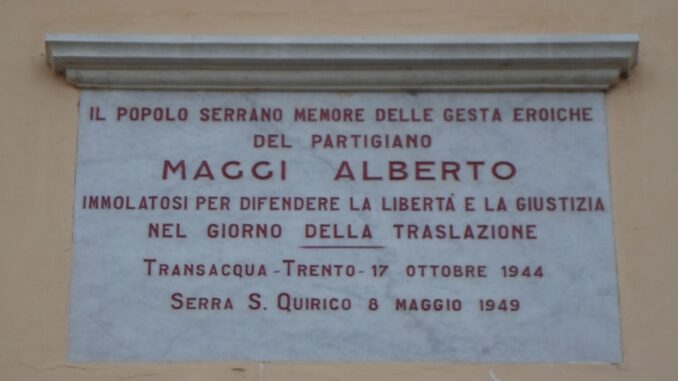 IL POPOLO SERRANO MEMORE DELLE GESTA EROICHE
DEL PARTIGIANO
MAGGI ALBERTO
IMMOLATOSI PER DIFENDERE LA LIBERTÀ E LA GIUSTIZIA
NEL GIORNO DELLA TRASLAZIONE
TRANSACQUA - TRENTO - 17 OTTOBRE 1944
SERRA S. QUIRICO 8 MAGGIO 1949